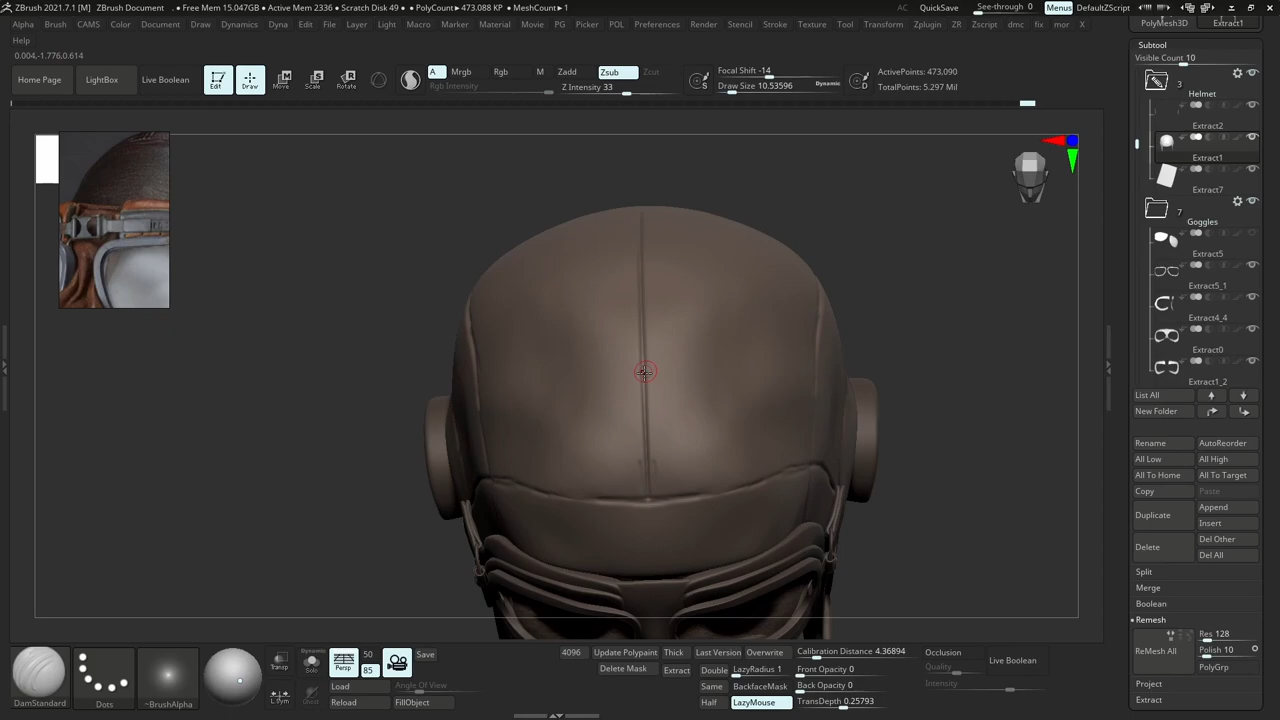 ZBrush 2021.7.1 [M]
ZBrush Document
. • Free Mem 15.047GB • Active Mem 2336 • Scratch Disk 49 • PolyCount▸473.088 KP • MeshCount▸1
AC
QuickSave
See-through 0
Menus
DefaultZScript
Alpha
Brush
CAMS
Color
Document
Draw
Dynamics
Dyna
Edit
File
Layer
Light
Macro
Marker
Material
Movie
PG
Picker
POL
Preferences
Render
Stencil
Stroke
Texture
Tool
Transform
Zplugin
ZR
Zscript
dmc
fix
mor
X
Help
0.004,-1.776,0.614
Home Page
LightBox
Live Boolean
Edit
Draw
Move
Scale
Rotate
A
Mrgb
Rgb
M
Rgb Intensity
Zadd
Zsub
Zcut
Z Intensity 33
S
Focal Shift -14
Draw Size 10.53596
Dynamic
D
ActivePoints: 473,090
TotalPoints: 5.297 Mil
PolyMesh3D
Extract1
Subtool
Visible Count 10
3
Helmet
Extract2
Extract1
Extract7
7
Goggles
Extract5
Extract5_1
Extract4_4
Extract0
Extract1_2
List All
New Folder
Rename
AutoReorder
All Low
All High
All To Home
All To Target
Copy
Paste
Duplicate
Append
Insert
Delete
Del Other
Del All
Split
Merge
Boolean
Remesh
ReMesh All
Res 128
Polish 10
PolyGrp
Project
Extract
DamStandard
Dots
~BrushAlpha
Transp
L.Sym
Dynamic
Solo
Ghost
Persp
50
85
Save
Load
Reload
Angle Of View
FillObject
4096
Update Polypaint
Delete Mask
Thick
Extract
Last Version
Overwrite
Double
LazyRadius 1
Same
BackfaceMask
Half
LazyMouse
Calibration Distance 4.36894
Front Opacity 0
Back Opacity 0
TransDepth 0.25793
Occlusion
Quality
Intensity
Live Boolean